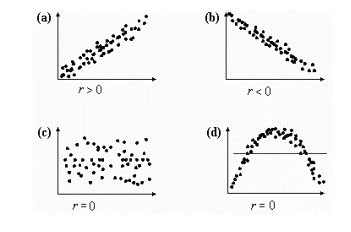 (a)
r > 0
(b)
r < 0
(c)
r = 0
(d)
r = 0